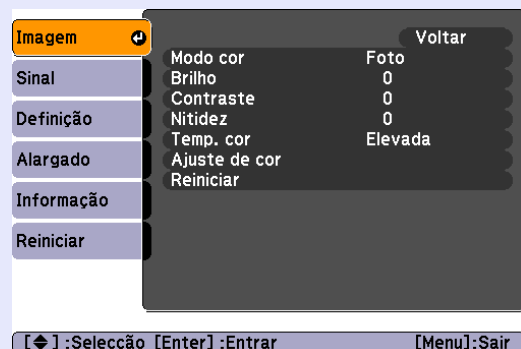 Imagem
Sinal
Definição
Alargado
Informação
Reiniciar
Voltar
Modo cor Foto
Brilho 0
Contraste 0
Nitidez 0
Temp. cor Elevada
Ajuste de cor
Reiniciar
[◆] :Selecção [Enter] :Entrar [Menu]:Sair